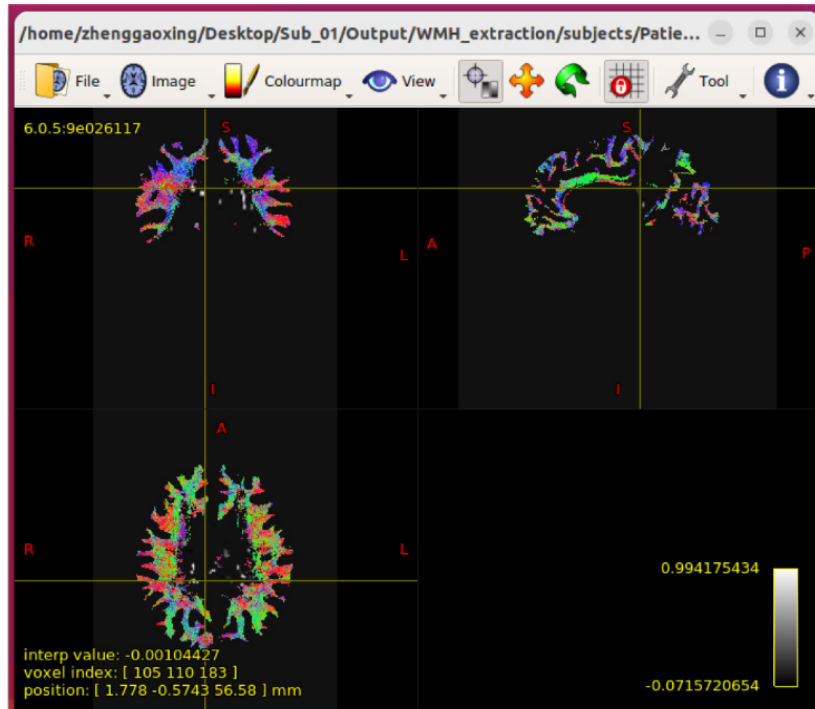 /home/zhenggaoxing/Desktop/Sub_01/Output/WMH_extraction/subjects/Patie...
File Image Colourmap View Tool
6.0.5:9e026117
S
S
R
L
A
P
I
I
A
R
L
0.994175434
interp value: -0.00104427
voxel index: [ 105 110 183 ]
position: [ 1.778 -0.5743 56.58 ] mm
-0.0715720654